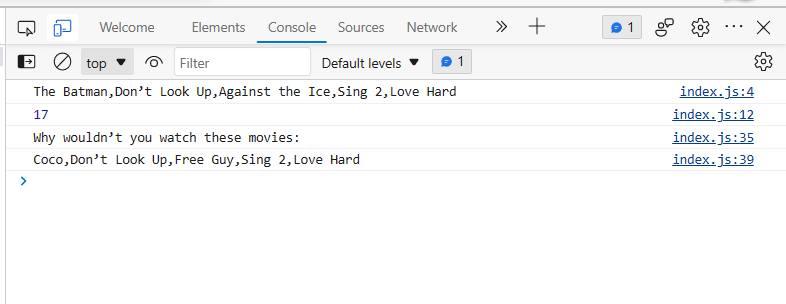 Welcome Elements Console Sources Network 1
top Filter Default levels 1
The Batman,Don’t Look Up,Against the Ice,Sing 2,Love Hard index.js:4
17 index.js:12
Why wouldn’t you watch these movies: index.js:35
Coco,Don’t Look Up,Free Guy,Sing 2,Love Hard index.js:39